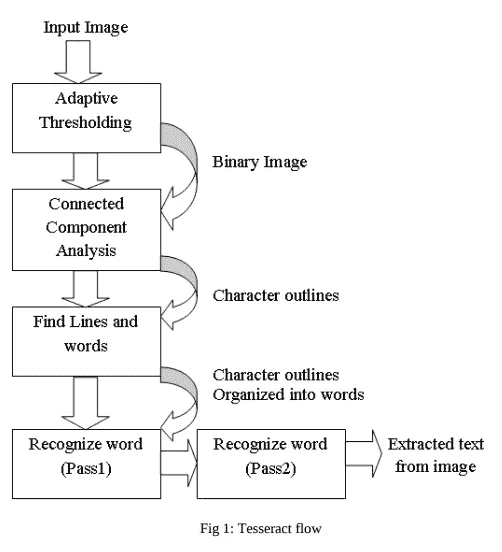 Input Image
Adaptive
Thresholding
Binary Image
Connected
Component
Analysis
Character outlines
Find Lines and
words
Character outlines
Organized into words
Recognize word
(Pass1)
Recognize word
(Pass2)
Extracted text
from image
Fig 1: Tesseract flow